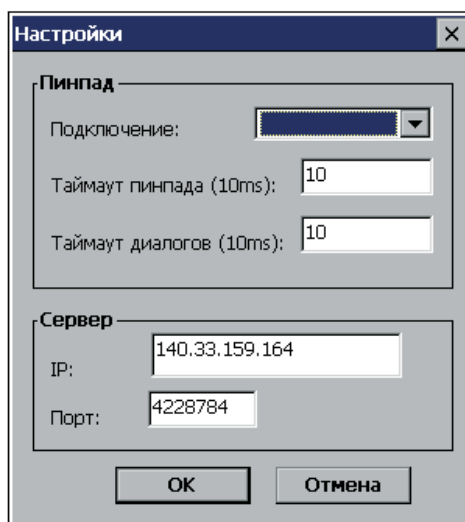 Настройки
Пинпад
Подключение:
Таймаут пинпада (10ms): 10
Таймаут диалогов (10ms): 10
Сервер
IP: 140.33.159.164
Порт: 4228784
OK Отмена